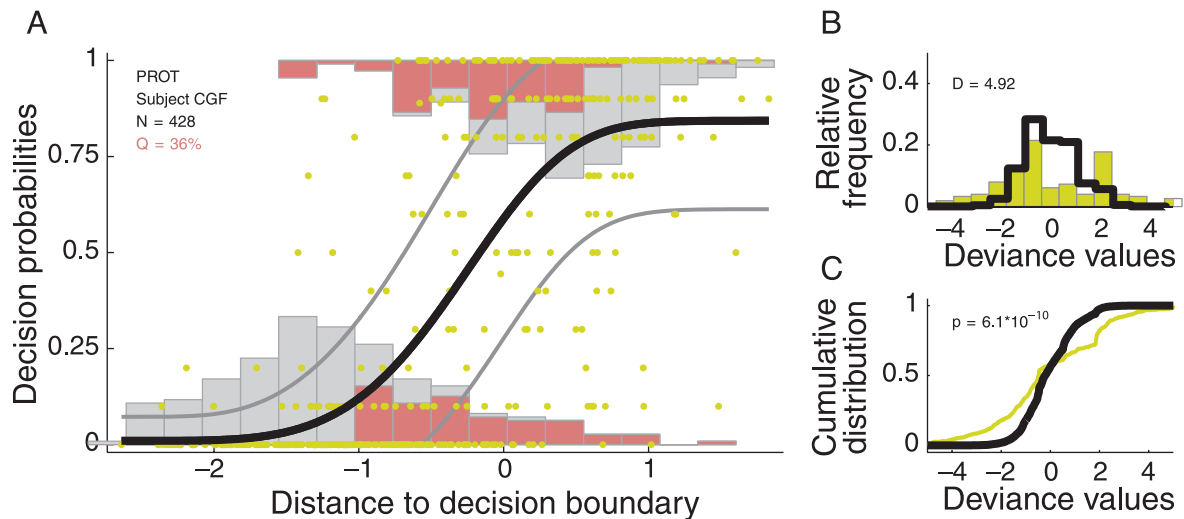 A
PROT
Subject CGF
N = 428
Q = 36%
Decision probabilities
1
0.75
0.5
0.25
0
−2
−1
0
1
Distance to decision boundary
B
D = 4.92
Relative
frequency
0.4
0.2
0
−4
−2
0
2
4
Deviance values
C
p = 6.1*10−10
Cumulative
distribution
1
0.5
0
−4
−2
0
2
4
Deviance values